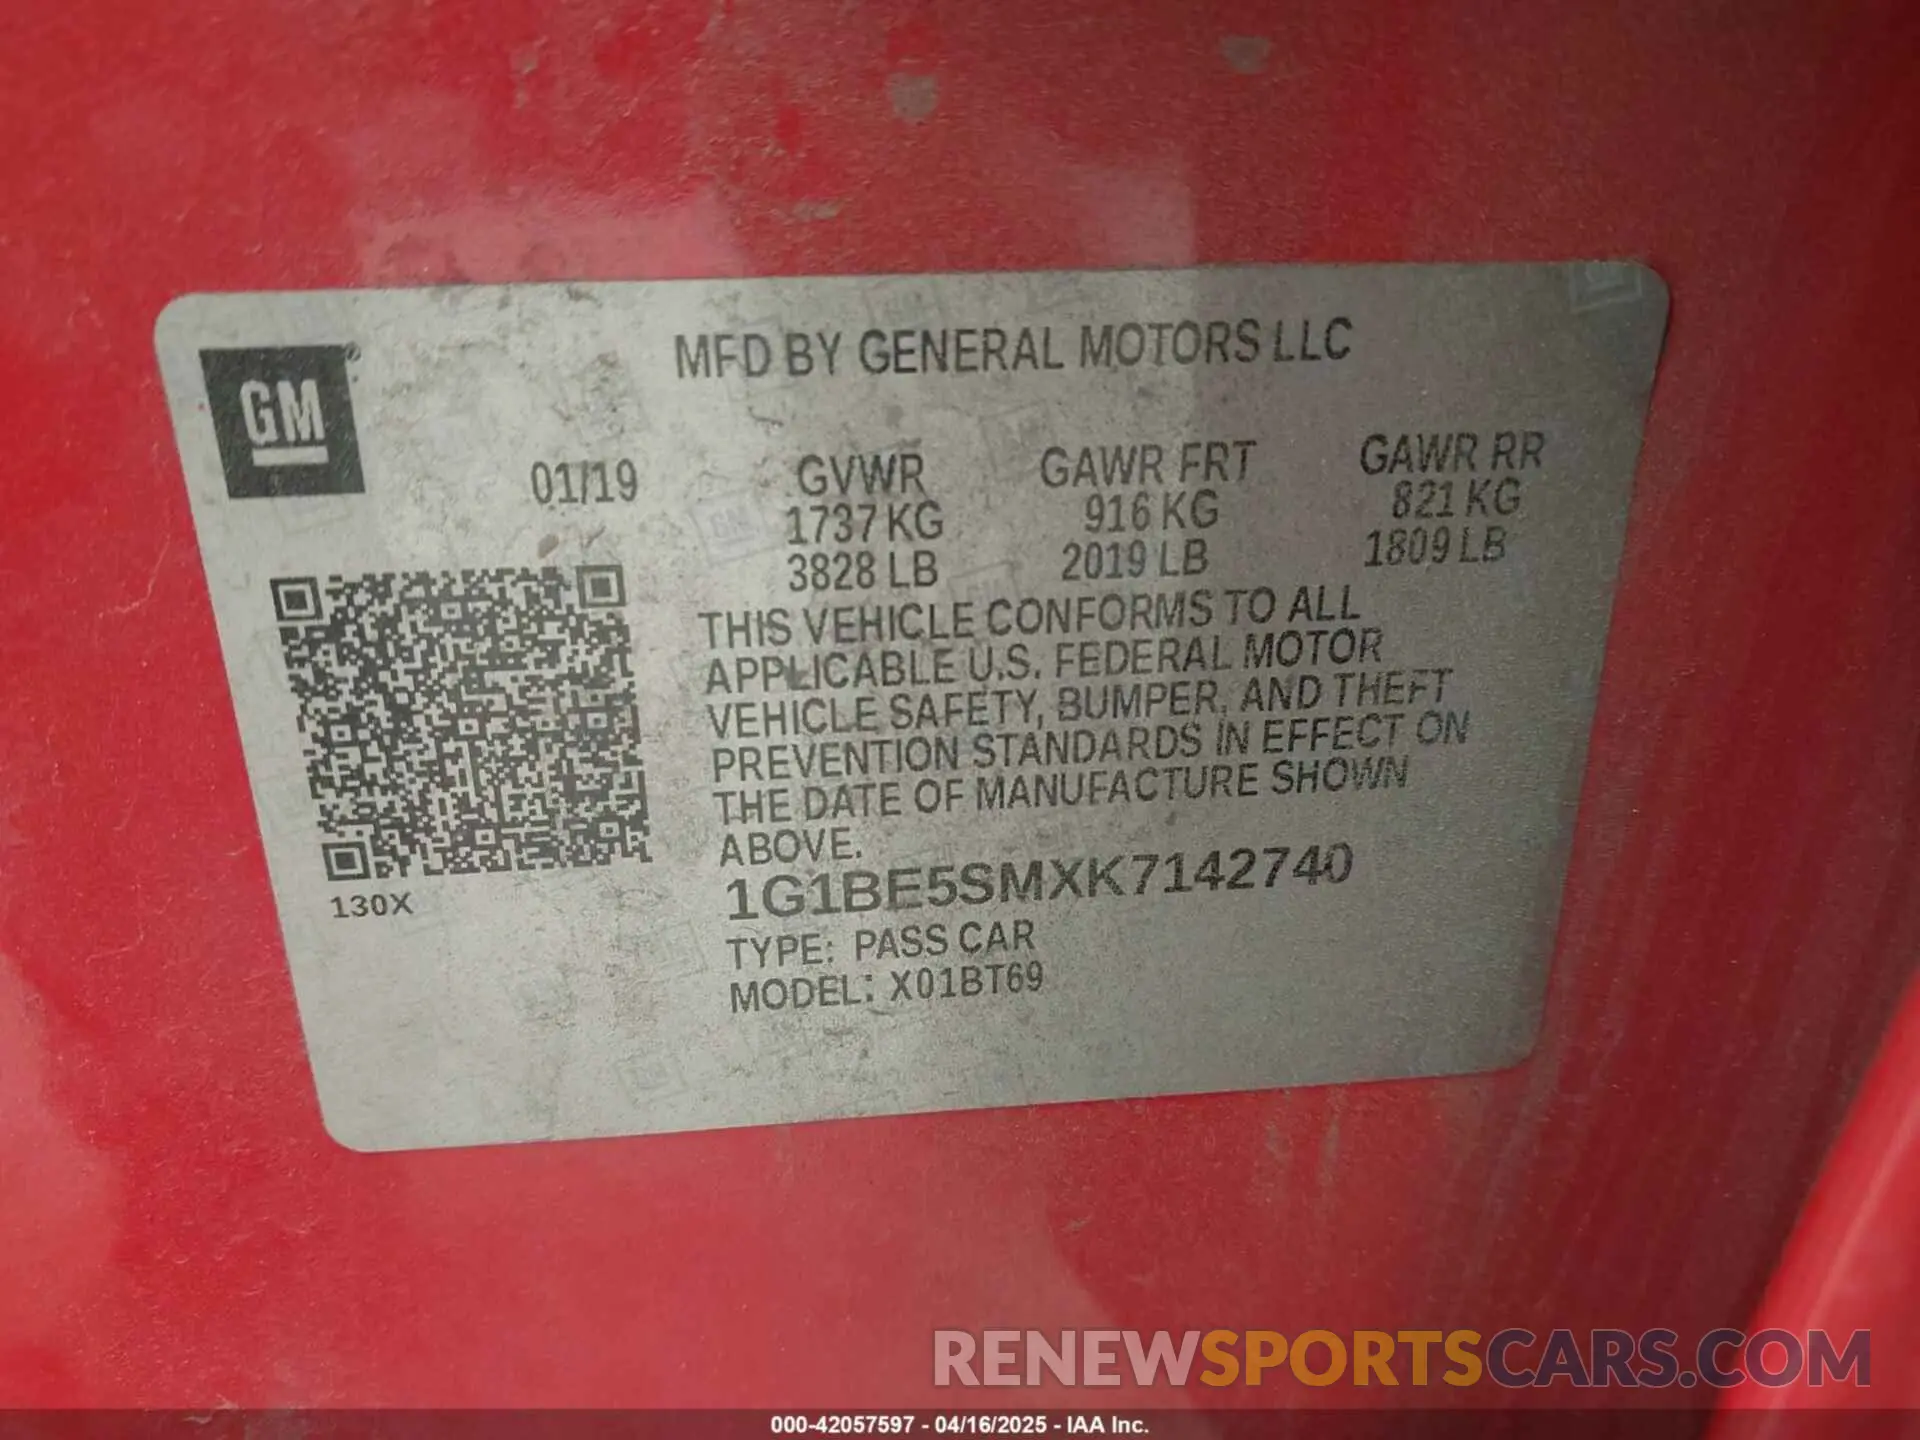 MFD BY GENERAL MOTORS LLC
GM
01/19
GVWR
1737 KG
3828 LB
GAWR FRT
916 KG
2019 LB
GAWR RR
821 KG
1809 LB
THIS VEHICLE CONFORMS TO ALL
APPLICABLE U.S. FEDERAL MOTOR
VEHICLE SAFETY, BUMPER, AND THEFT
PREVENTION STANDARDS IN EFFECT ON
THE DATE OF MANUFACTURE SHOWN
ABOVE.
130X
1G1BE5SMXK7142740
TYPE: PASS CAR
MODEL: X01BT69
RENEWSPORTSCARS.COM
000-42057597 - 04/16/2025 - IAA Inc.